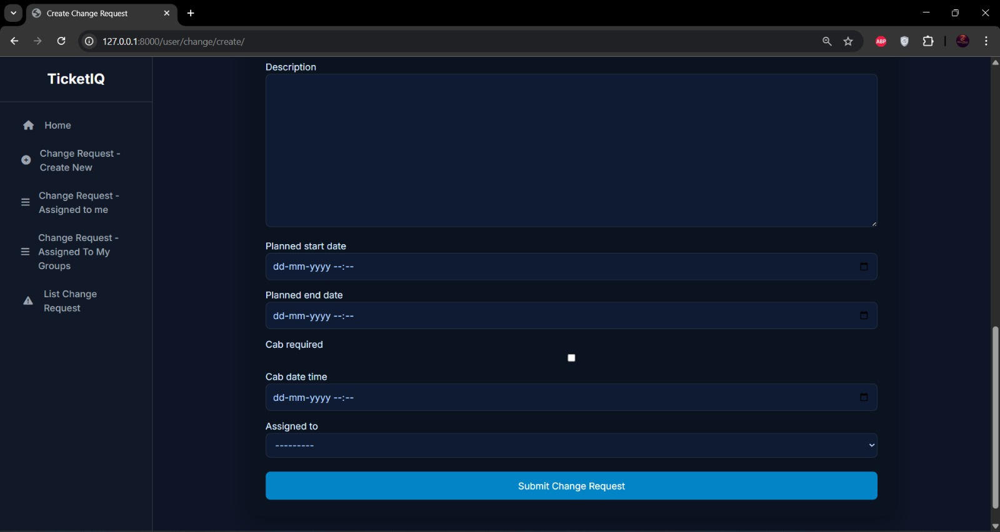 Create Change Request
127.0.0.1:8000/user/change/create/
ABP
TicketIQ
Home
Change Request -
Create New
Change Request -
Assigned to me
Change Request -
Assigned To My
Groups
List Change
Request
Description
Planned start date
dd-mm-yyyy --:--
Planned end date
dd-mm-yyyy --:--
Cab required
Cab date time
dd-mm-yyyy --:--
Assigned to
---------
Submit Change Request